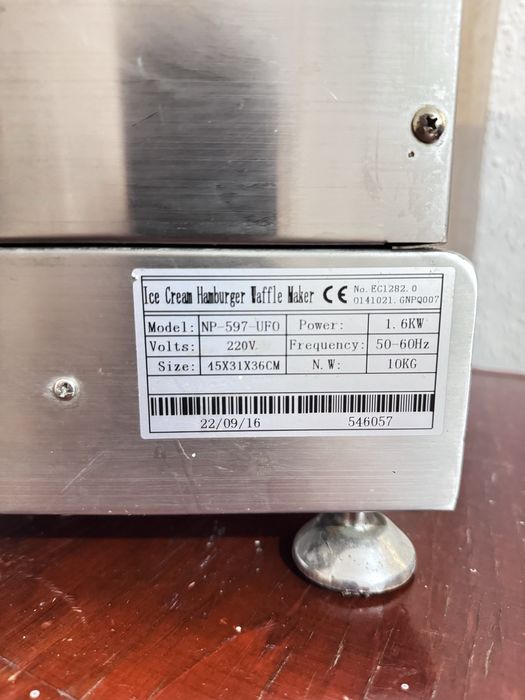 Ice Cream Hamburger Waffle Maker CE No. EC1282.0
0141021.GNPQ007
Model: NP-597-UFO Power: 1.6KW
Volts: 220V Frequency: 50-60Hz
Size: 45X31X36CM N.W: 10KG
22/09/16 546057